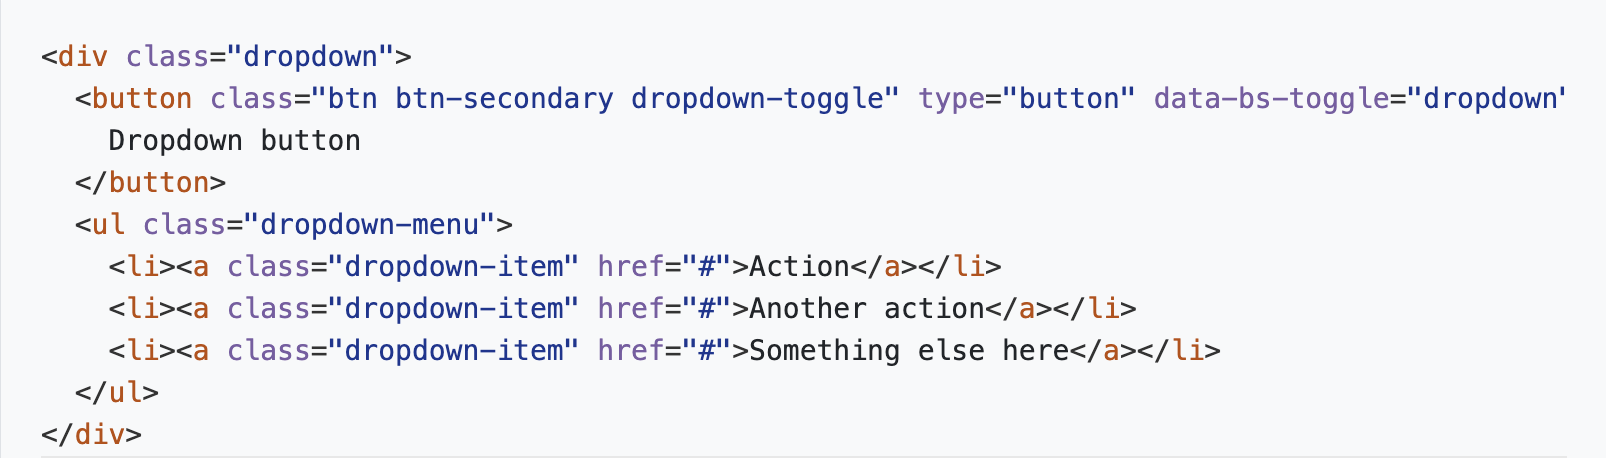 <div class="dropdown">
  <button class="btn btn-secondary dropdown-toggle" type="button" data-bs-toggle="dropdown'
    Dropdown button
  </button>
  <ul class="dropdown-menu">
    <li><a class="dropdown-item" href="#">Action</a></li>
    <li><a class="dropdown-item" href="#">Another action</a></li>
    <li><a class="dropdown-item" href="#">Something else here</a></li>
  </ul>
</div>